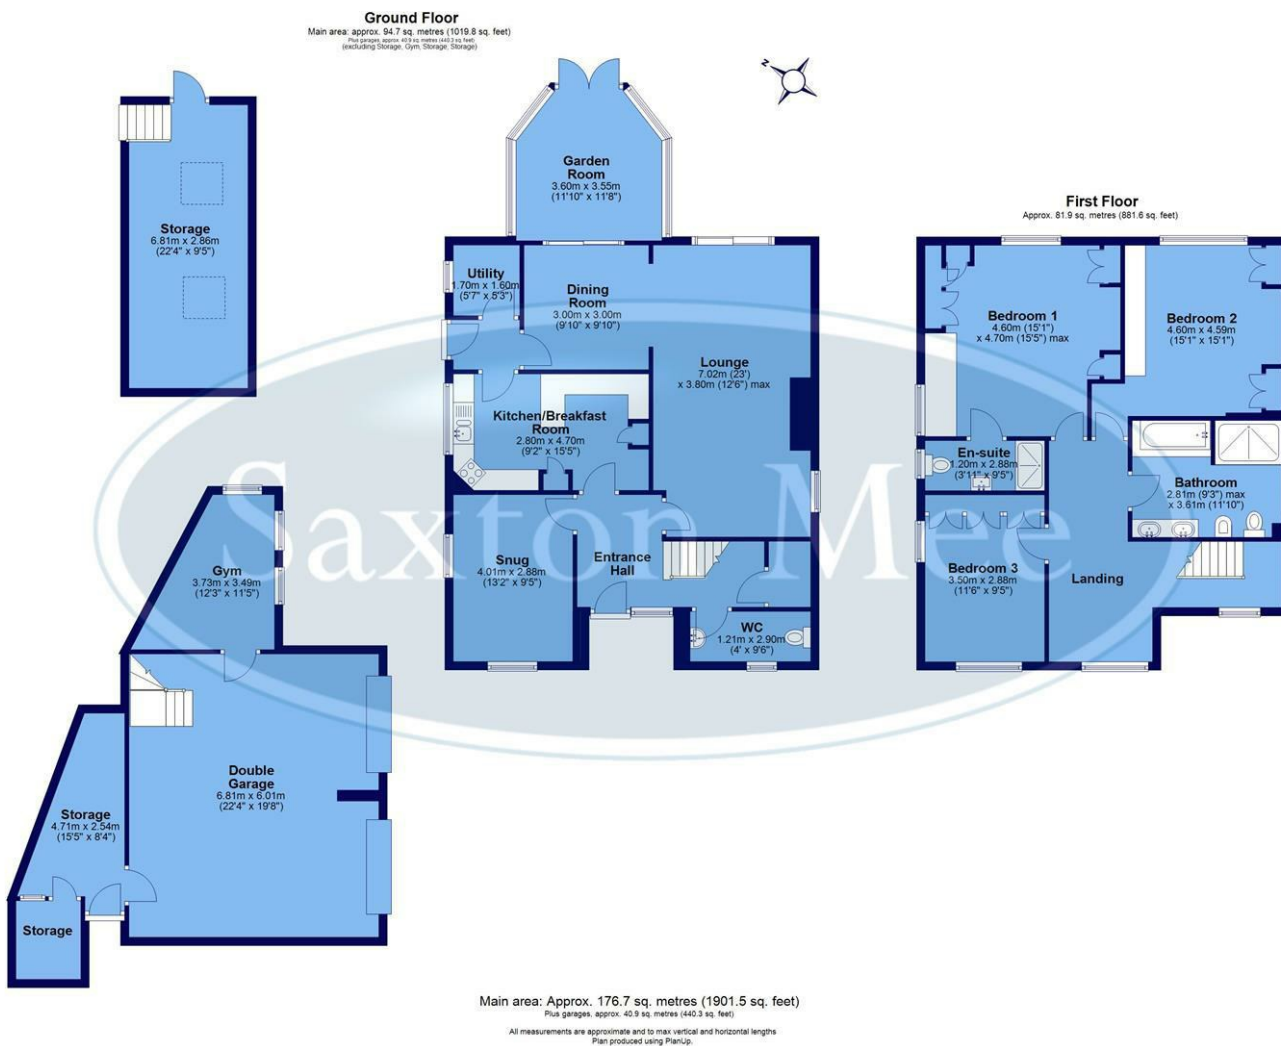 Ground Floor
Main area: approx. 94.7 sq. metres (1019.8 sq. feet)
Plus garages, approx. 40.9 sq. metres (440.3 sq. feet)
(excluding Storage, Gym, Storage, Storage)
N
Storage
6.81m x 2.86m
(22'4" x 9'5")
Garden
Room
3.60m x 3.55m
(11'10" x 11'8")
Utility
1.70m x 1.60m
(5'7" x 5'3")
Dining
Room
3.00m x 3.00m
(9'10" x 9'10")
Lounge
7.02m (23')
x 3.80m (12'6") max
Kitchen/Breakfast
Room
2.80m x 4.70m
(9'2" x 15'5")
Snug
4.01m x 2.88m
(13'2" x 9'5")
Entrance
Hall
WC
1.21m x 2.90m
(4' x 9'6")
Gym
3.73m x 3.49m
(12'3" x 11'5")
Double
Garage
6.81m x 6.01m
(22'4" x 19'8")
Storage
4.71m x 2.54m
(15'5" x 8'4")
Storage
First Floor
Approx. 81.9 sq. metres (881.6 sq. feet)
Bedroom 1
4.60m (15'1")
x 4.70m (15'5") max
Bedroom 2
4.60m x 4.59m
(15'1" x 15'1")
En-suite
1.20m x 2.88m
(3'11" x 9'5")
Bathroom
2.81m (9'3") max
x 3.61m (11'10")
Bedroom 3
3.50m x 2.88m
(11'6" x 9'5")
Landing
Saxton Mee
Main area: Approx. 176.7 sq. metres (1901.5 sq. feet)
Plus garages, approx. 40.9 sq. metres (440.3 sq. feet)
All measurements are approximate and to max vertical and horizontal lengths
Plan produced using PlanUp.